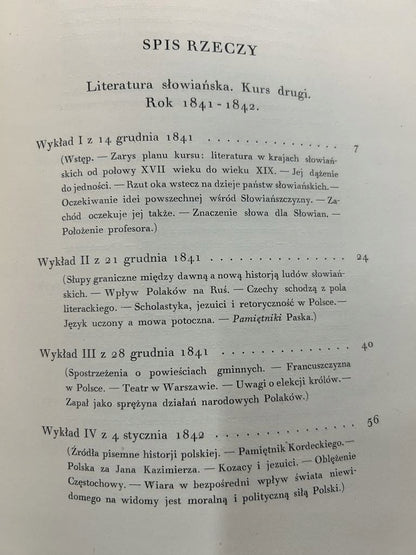 SPIS RZECZY
Literatura słowiańska. Kurs drugi.
Rok 1841-1842.
Wykład I z 14 grudnia 1841 . . . . . . . . . . . . . 7
(Wstęp. — Zarys planu kursu: literatura w krajach słowiań-
skich od połowy XVII wieku do wieku XIX. — Jej dążenie
do jedności. — Rzut oka wstecz na dzieje państw słowiańskich. —
Oczekiwanie idei powszechnej wśród Słowiańszczyzny. — Za-
chód oczekuje jej także. — Znaczenie słowa dla Słowian. —
Położenie profesora.)
Wykład II z 21 grudnia 1841 . . . . . . . . . . . . 24
(Słupy graniczne między dawną a nową historją ludów słowiań-
skich. — Wpływ Polaków na Ruś. — Czechy schodzą z pola
literackiego. — Scholastyka, jezuici i retoryczność w Polsce. —
Język uczony a mowa potoczna. — Pamiętniki Paska.)
Wykład III z 28 grudnia 1841 . . . . . . . . . . . 40
(Spostrzeżenia o powieściach gminnych. — Francuszczyzna
w Polsce. — Teatr w Warszawie. — Uwagi o elekcji królów. —
Zapał jako sprężyna działań narodowych Polaków.)
Wykład IV z 4 stycznia 1842 . . . . . . . . . . . . 56
(Źródła pisemne historji polskiej. — Pamiętnik Kordeckiego. —
Polska za Jana Kazimierza. — Kozacy i jezuici. — Oblężenie
Częstochowy. — Wiara w bezpośredni wpływ świata niewi-
domego na widomy jest moralną i polityczną siłą Polski.)